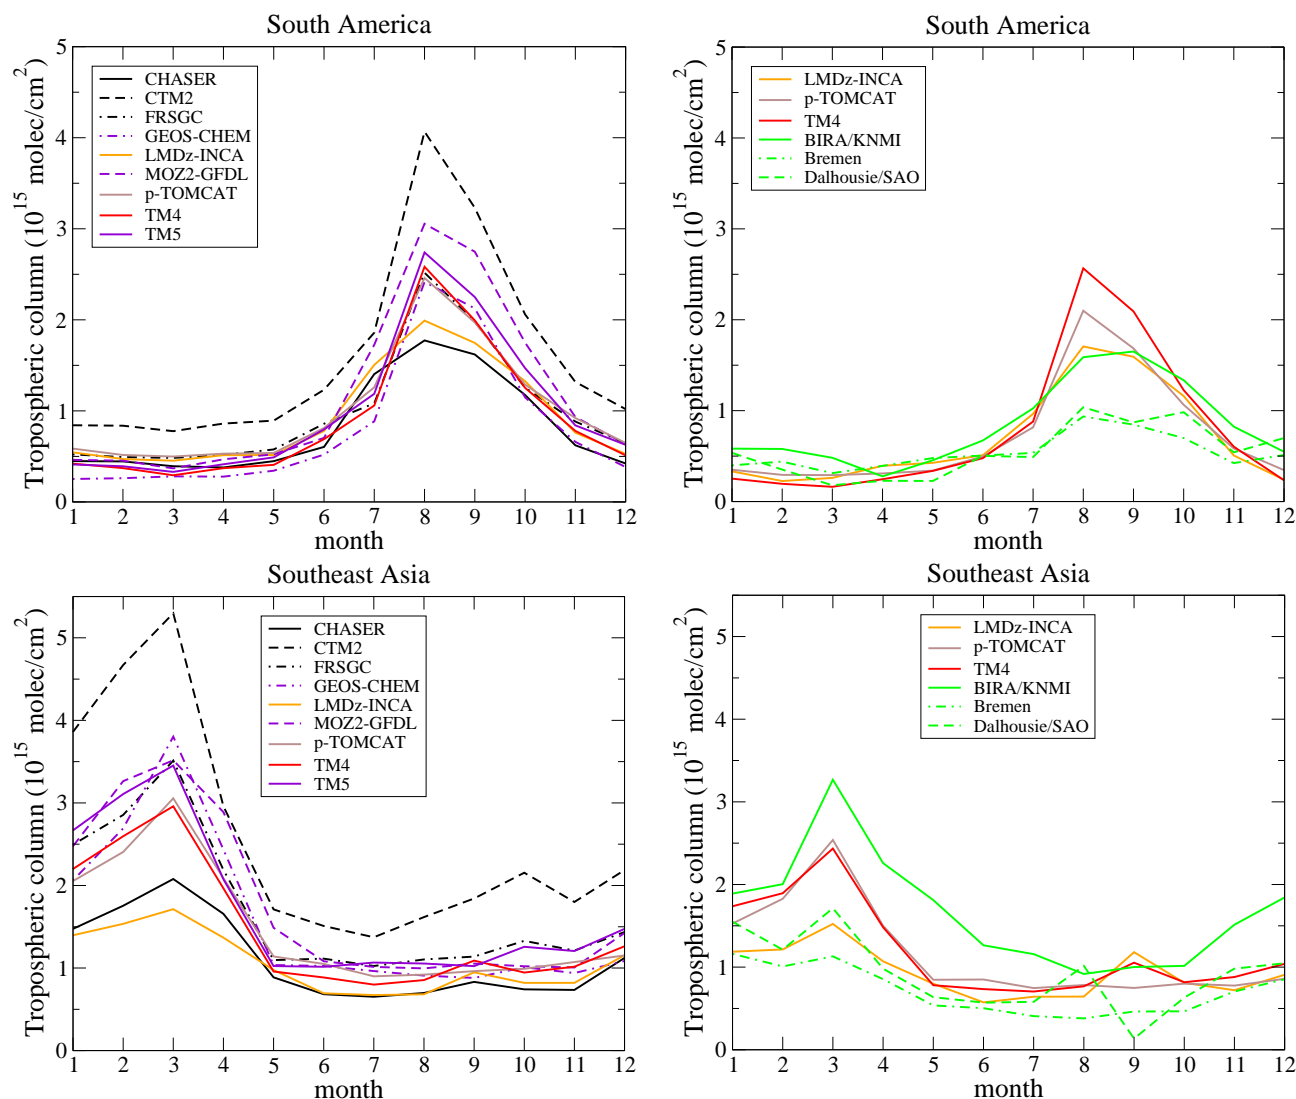 South America
Tropospheric column (10^15 molec/cm^2)
5
4
3
2
1
0
CHASER
CTM2
FRSGC
GEOS-CHEM
LMDz-INCA
MOZ2-GFDL
p-TOMCAT
TM4
TM5
1 2 3 4 5 6 7 8 9 10 11 12
month
South America
Tropospheric column (10^15 molec/cm^2)
5
4
3
2
1
0
LMDz-INCA
p-TOMCAT
TM4
BIRA/KNMI
Bremen
Dalhousie/SAO
1 2 3 4 5 6 7 8 9 10 11 12
month
Southeast Asia
Tropospheric column (10^15 molec/cm^2)
5
4
3
2
1
0
CHASER
CTM2
FRSGC
GEOS-CHEM
LMDz-INCA
MOZ2-GFDL
p-TOMCAT
TM4
TM5
1 2 3 4 5 6 7 8 9 10 11 12
month
Southeast Asia
Tropospheric column (10^15 molec/cm^2)
5
4
3
2
1
0
LMDz-INCA
p-TOMCAT
TM4
BIRA/KNMI
Bremen
Dalhousie/SAO
1 2 3 4 5 6 7 8 9 10 11 12
month